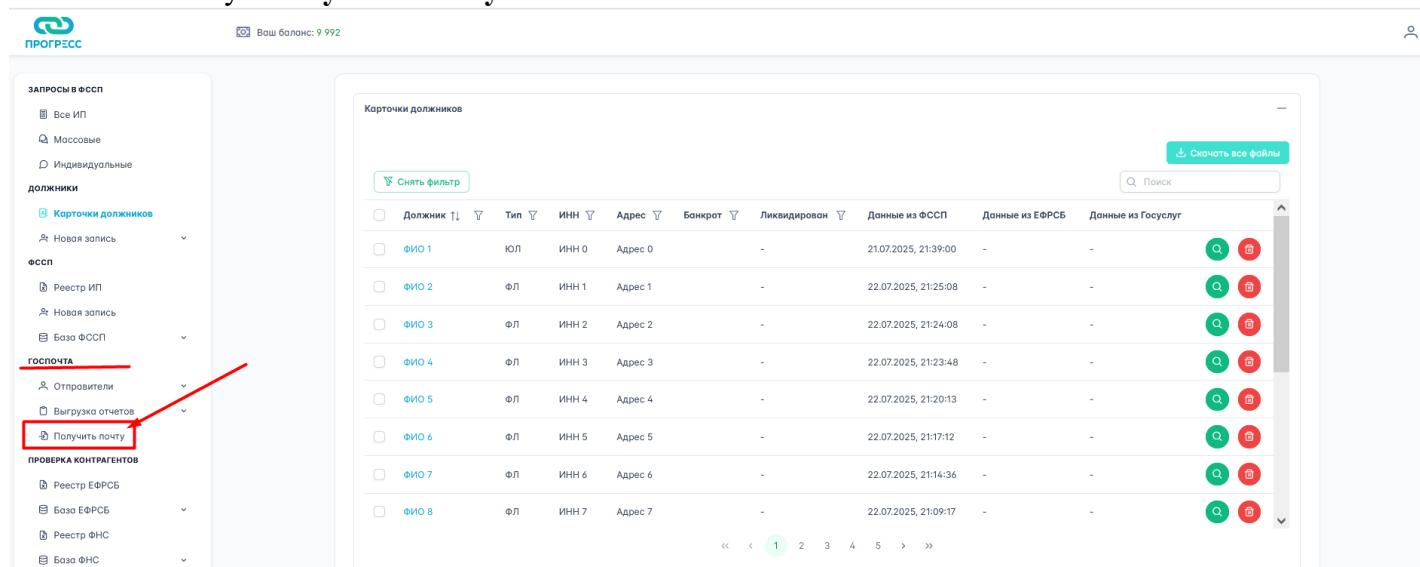 ПРОГРΞСС
Ваш баланс: 9 992
ЗАПРОСЫ В ФССП
Все ИП
Массовые
Индивидуальные
ДОЛЖНИКИ
Карточки должников
Новая запись
ФССП
Реестр ИП
Новая запись
База ФССП
ГОСПОЧТА
Отправители
Выгрузка отчетов
Получить почту
ПРОВЕРКА КОНТРАГЕНТОВ
Реестр ЕФРСБ
База ЕФРСБ
Реестр ФНС
База ФНС
Карточки должников
Скачать все файлы
Снять фильтр
Поиск
Должник Тип ИНН Адрес Банкрот Ликвидирован Данные из ФССП Данные из ЕФРСБ Данные из Госуслуг
ФИО 1 ЮЛ ИНН 0 Адрес 0 - 21.07.2025, 21:39:00 - -
ФИО 2 ФЛ ИНН 1 Адрес 1 - 22.07.2025, 21:25:08 - -
ФИО 3 ФЛ ИНН 2 Адрес 2 - 22.07.2025, 21:24:08 - -
ФИО 4 ФЛ ИНН 3 Адрес 3 - 22.07.2025, 21:23:48 - -
ФИО 5 ФЛ ИНН 4 Адрес 4 - 22.07.2025, 21:20:13 - -
ФИО 6 ФЛ ИНН 5 Адрес 5 - 22.07.2025, 21:17:12 - -
ФИО 7 ФЛ ИНН 6 Адрес 6 - 22.07.2025, 21:14:36 - -
ФИО 8 ФЛ ИНН 7 Адрес 7 - 22.07.2025, 21:09:17 - -
« ‹ 1 2 3 4 5 › »